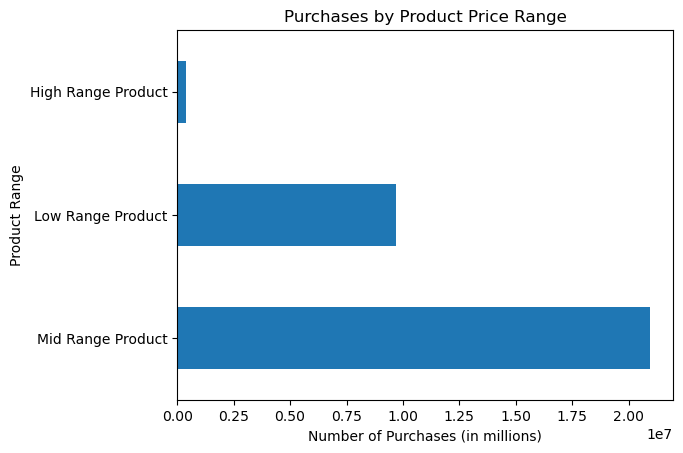 Purchases by Product Price Range
High Range Product
Low Range Product
Mid Range Product
Product Range
0.00 0.25 0.50 0.75 1.00 1.25 1.50 1.75 2.00
1e7
Number of Purchases (in millions)